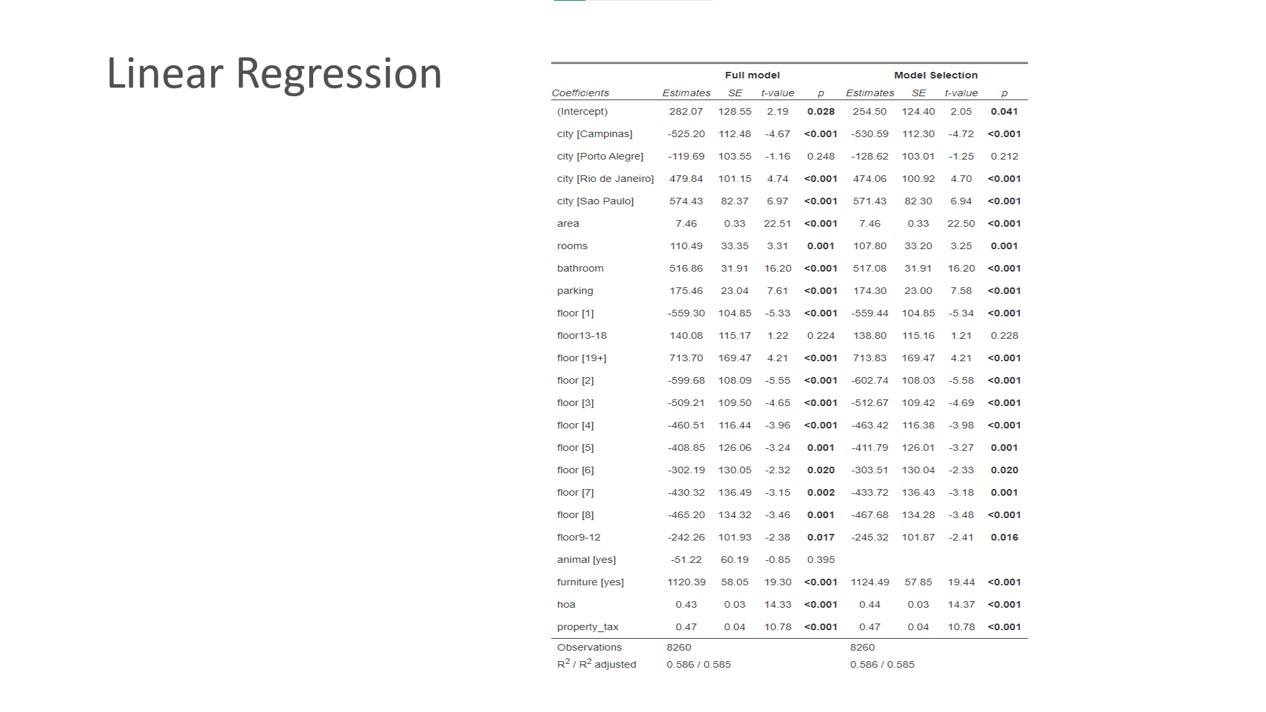 Linear Regression
Full model Model Selection
Coefficients Estimates SE t-value p Estimates SE t-value p
(Intercept) 282.07 128.55 2.19 0.028 254.50 124.40 2.05 0.041
city [Campinas] -525.20 112.48 -4.67 <0.001 -530.59 112.30 -4.72 <0.001
city [Porto Alegre] -119.69 103.55 -1.16 0.248 -128.62 103.01 -1.25 0.212
city [Rio de Janeiro] 479.84 101.15 4.74 <0.001 474.06 100.92 4.70 <0.001
city [Sao Paulo] 574.43 82.37 6.97 <0.001 571.43 82.30 6.94 <0.001
area 7.46 0.33 22.51 <0.001 7.46 0.33 22.50 <0.001
rooms 110.49 33.35 3.31 0.001 107.80 33.20 3.25 0.001
bathroom 516.86 31.91 16.20 <0.001 517.08 31.91 16.20 <0.001
parking 175.46 23.04 7.61 <0.001 174.30 23.00 7.58 <0.001
floor [1] -559.30 104.85 -5.33 <0.001 -559.44 104.85 -5.34 <0.001
floor13-18 140.08 115.17 1.22 0.224 138.80 115.16 1.21 0.228
floor [19+] 713.70 169.47 4.21 <0.001 713.83 169.47 4.21 <0.001
floor [2] -599.68 108.09 -5.55 <0.001 -602.74 108.03 -5.58 <0.001
floor [3] -509.21 109.50 -4.65 <0.001 -512.67 109.42 -4.69 <0.001
floor [4] -460.51 116.44 -3.96 <0.001 -463.42 116.38 -3.98 <0.001
floor [5] -408.85 126.06 -3.24 0.001 -411.79 126.01 -3.27 0.001
floor [6] -302.19 130.05 -2.32 0.020 -303.51 130.04 -2.33 0.020
floor [7] -430.32 136.49 -3.15 0.002 -433.72 136.43 -3.18 0.001
floor [8] -465.20 134.32 -3.46 0.001 -467.68 134.28 -3.48 <0.001
floor9-12 -242.26 101.93 -2.38 0.017 -245.32 101.87 -2.41 0.016
animal [yes] -51.22 60.19 -0.85 0.395
furniture [yes] 1120.39 58.05 19.30 <0.001 1124.49 57.85 19.44 <0.001
hoa 0.43 0.03 14.33 <0.001 0.44 0.03 14.37 <0.001
property_tax 0.47 0.04 10.78 <0.001 0.47 0.04 10.78 <0.001
Observations 8260 8260
R² / R² adjusted 0.586 / 0.585 0.586 / 0.585